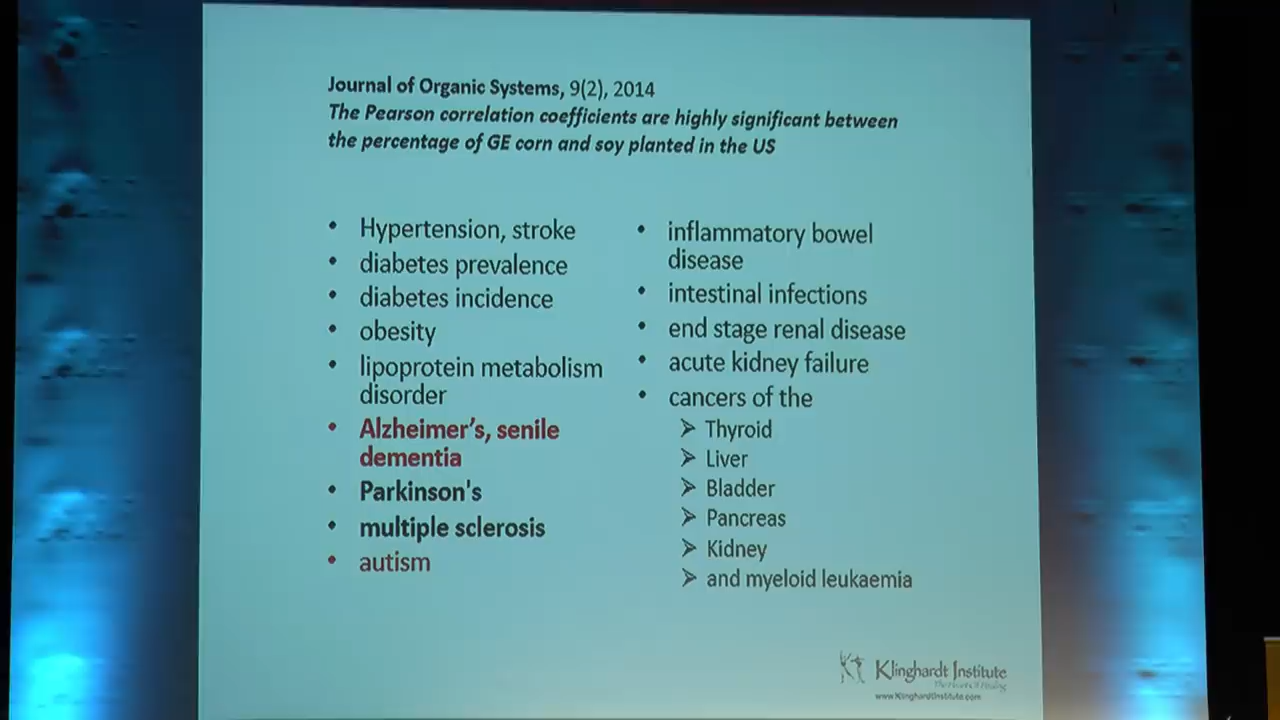 Journal of Organic Systems, 9(2), 2014
The Pearson correlation coefficients are highly significant between
the percentage of GE corn and soy planted in the US
• Hypertension, stroke
• diabetes prevalence
• diabetes incidence
• obesity
• lipoprotein metabolism
disorder
• Alzheimer's, senile
dementia
• Parkinson's
• multiple sclerosis
• autism
• inflammatory bowel
disease
• intestinal infections
• end stage renal disease
• acute kidney failure
• cancers of the
➢ Thyroid
➢ Liver
➢ Bladder
➢ Pancreas
➢ Kidney
➢ and myeloid leukaemia
Klinghardt Institute
www.KlinghardtInstitute.com